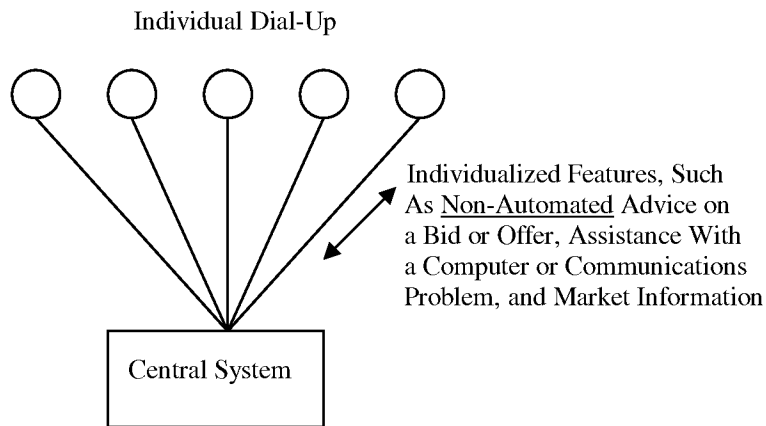 Individual Dial-Up
Individualized Features, Such
As Non-Automated Advice on
a Bid or Offer, Assistance With
a Computer or Communications
Problem, and Market Information
Central System